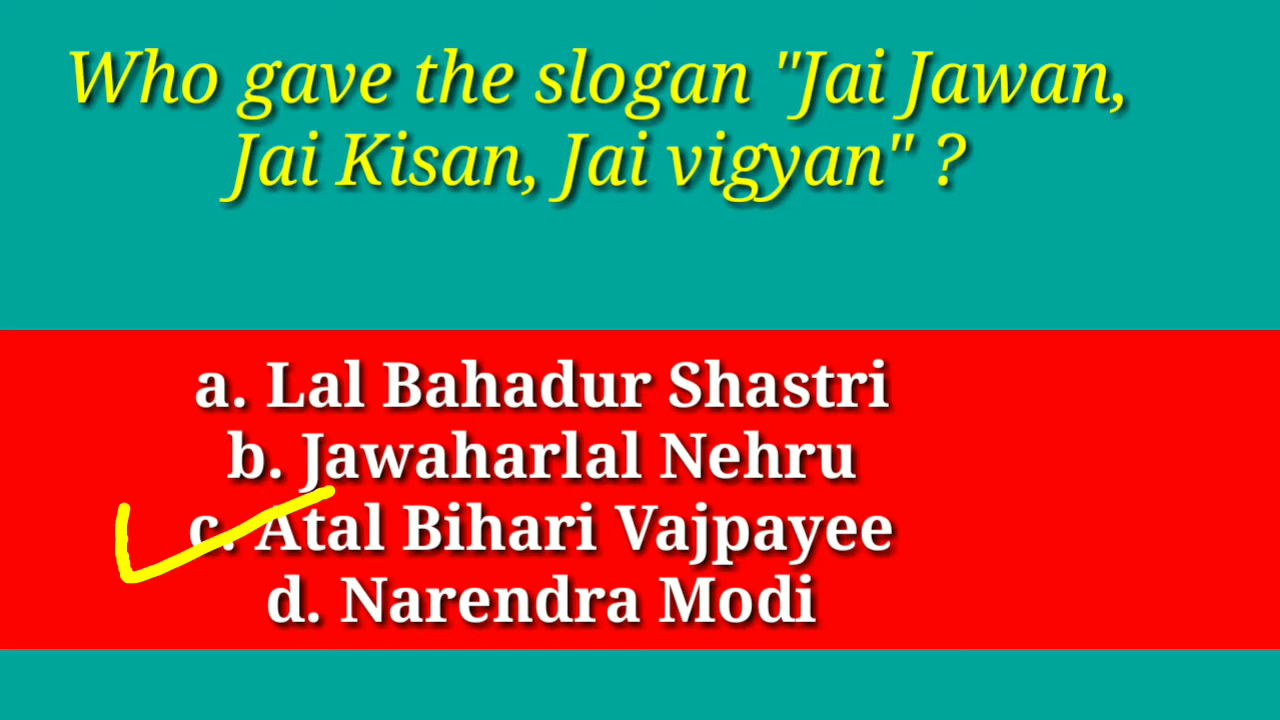 Who gave the slogan "Jai Jawan,
Jai Kisan, Jai vigyan" ?
a. Lal Bahadur Shastri
b. Jawaharlal Nehru
c. Atal Bihari Vajpayee
d. Narendra Modi